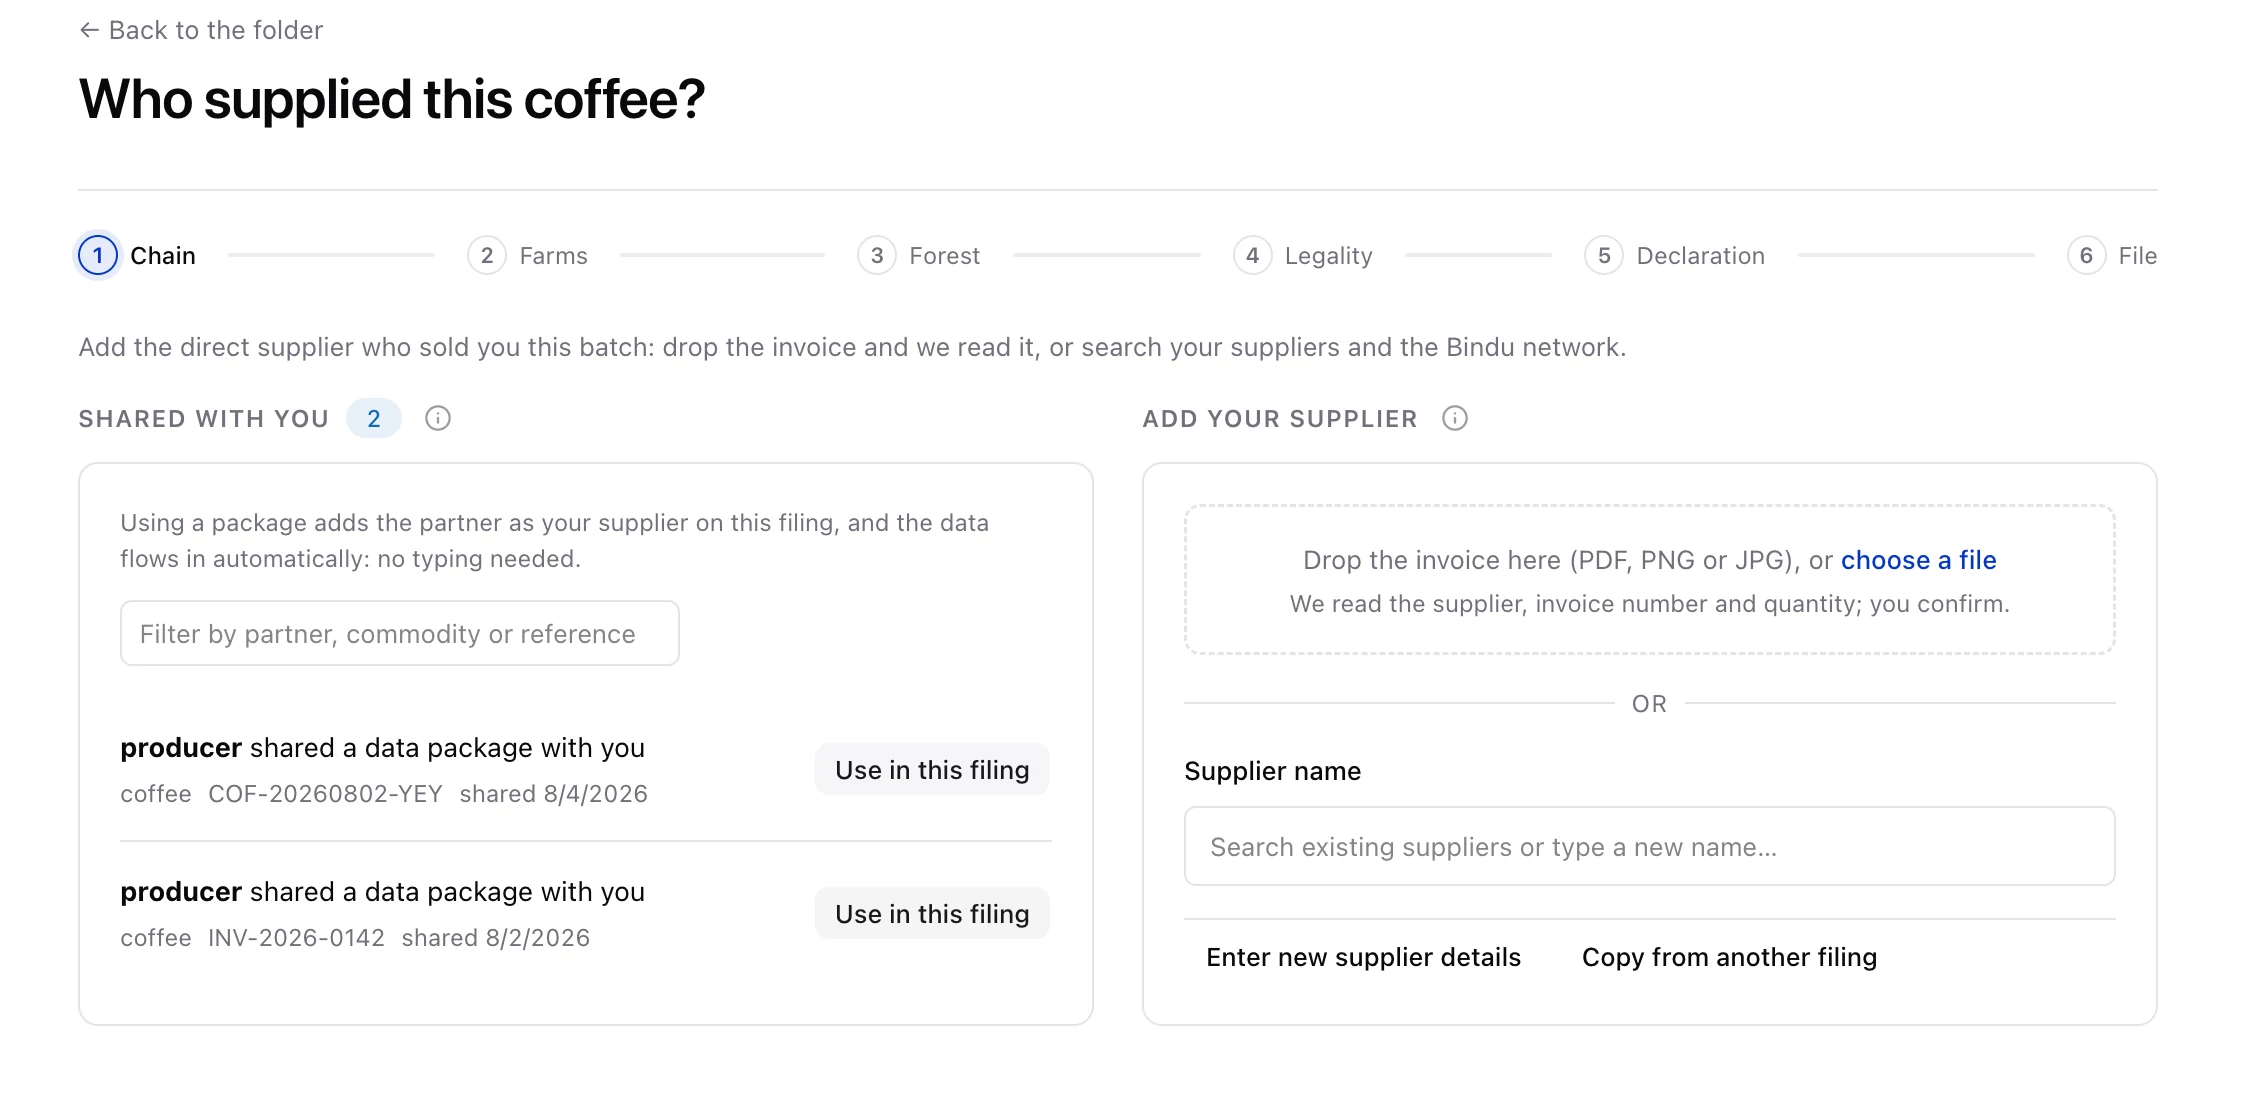 ← Back to the folder
Who supplied this coffee?
1 Chain 2 Farms 3 Forest 4 Legality 5 Declaration 6 File
Add the direct supplier who sold you this batch: drop the invoice and we read it, or search your suppliers and the Bindu network.
SHARED WITH YOU 2
Using a package adds the partner as your supplier on this filing, and the data
flows in automatically: no typing needed.
Filter by partner, commodity or reference
producer shared a data package with you
coffee COF-20260802-YEY shared 8/4/2026
Use in this filing
producer shared a data package with you
coffee INV-2026-0142 shared 8/2/2026
Use in this filing
ADD YOUR SUPPLIER
Drop the invoice here (PDF, PNG or JPG), or choose a file
We read the supplier, invoice number and quantity; you confirm.
OR
Supplier name
Search existing suppliers or type a new name...
Enter new supplier details Copy from another filing